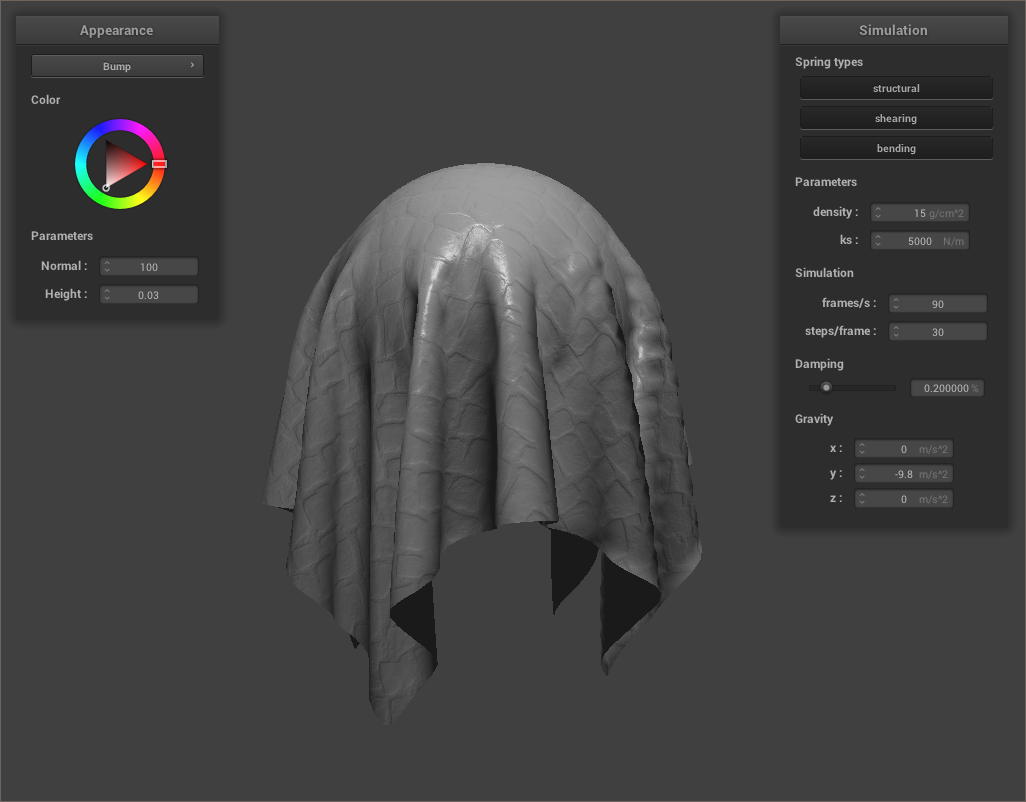 Appearance
Bump
Color
Parameters
Normal : 100
Height : 0.03
Simulation
Spring types
structural
shearing
bending
Parameters
density : 15 g/cm^2
ks : 5000 N/m
Simulation
frames/s : 90
steps/frame : 30
Damping
0.200000 %
Gravity
x : 0 m/s^2
y : -9.8 m/s^2
z : 0 m/s^2